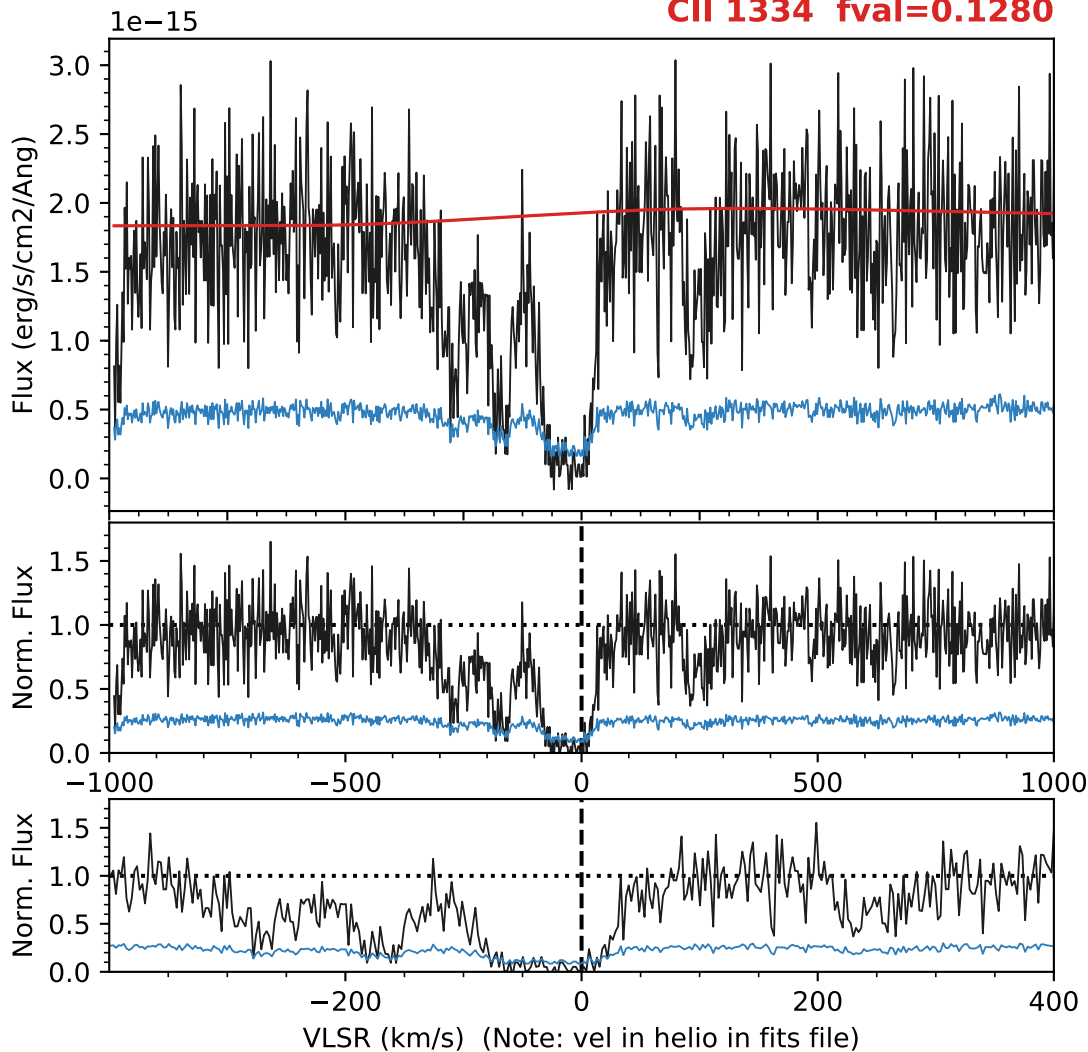 CII 1334 fval=0.1280
1e−15
3.0
2.5
2.0
1.5
1.0
0.5
0.0
Flux (erg/s/cm2/Ang)
1.5
1.0
0.5
0.0
Norm. Flux
−1000 −500 0 500 1000
1.5
1.0
0.5
0.0
Norm. Flux
−200 0 200 400
VLSR (km/s) (Note: vel in helio in fits file)